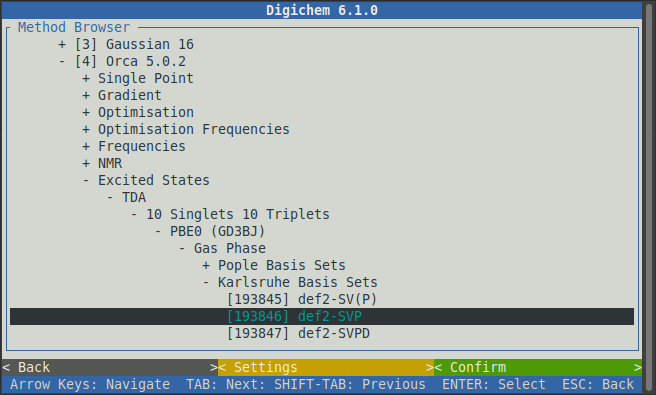 Digichem 6.1.0
Method Browser
+ [3] Gaussian 16
- [4] Orca 5.0.2
+ Single Point
+ Gradient
+ Optimisation
+ Optimisation Frequencies
+ Frequencies
+ NMR
- Excited States
- TDA
- 10 Singlets 10 Triplets
- PBE0 (GD3BJ)
- Gas Phase
+ Pople Basis Sets
- Karlsruhe Basis Sets
[193845] def2-SV(P)
[193846] def2-SVP
[193847] def2-SVPD
< Back >< Settings >< Confirm >
Arrow Keys: Navigate TAB: Next: SHIFT-TAB: Previous ENTER: Select ESC: Back